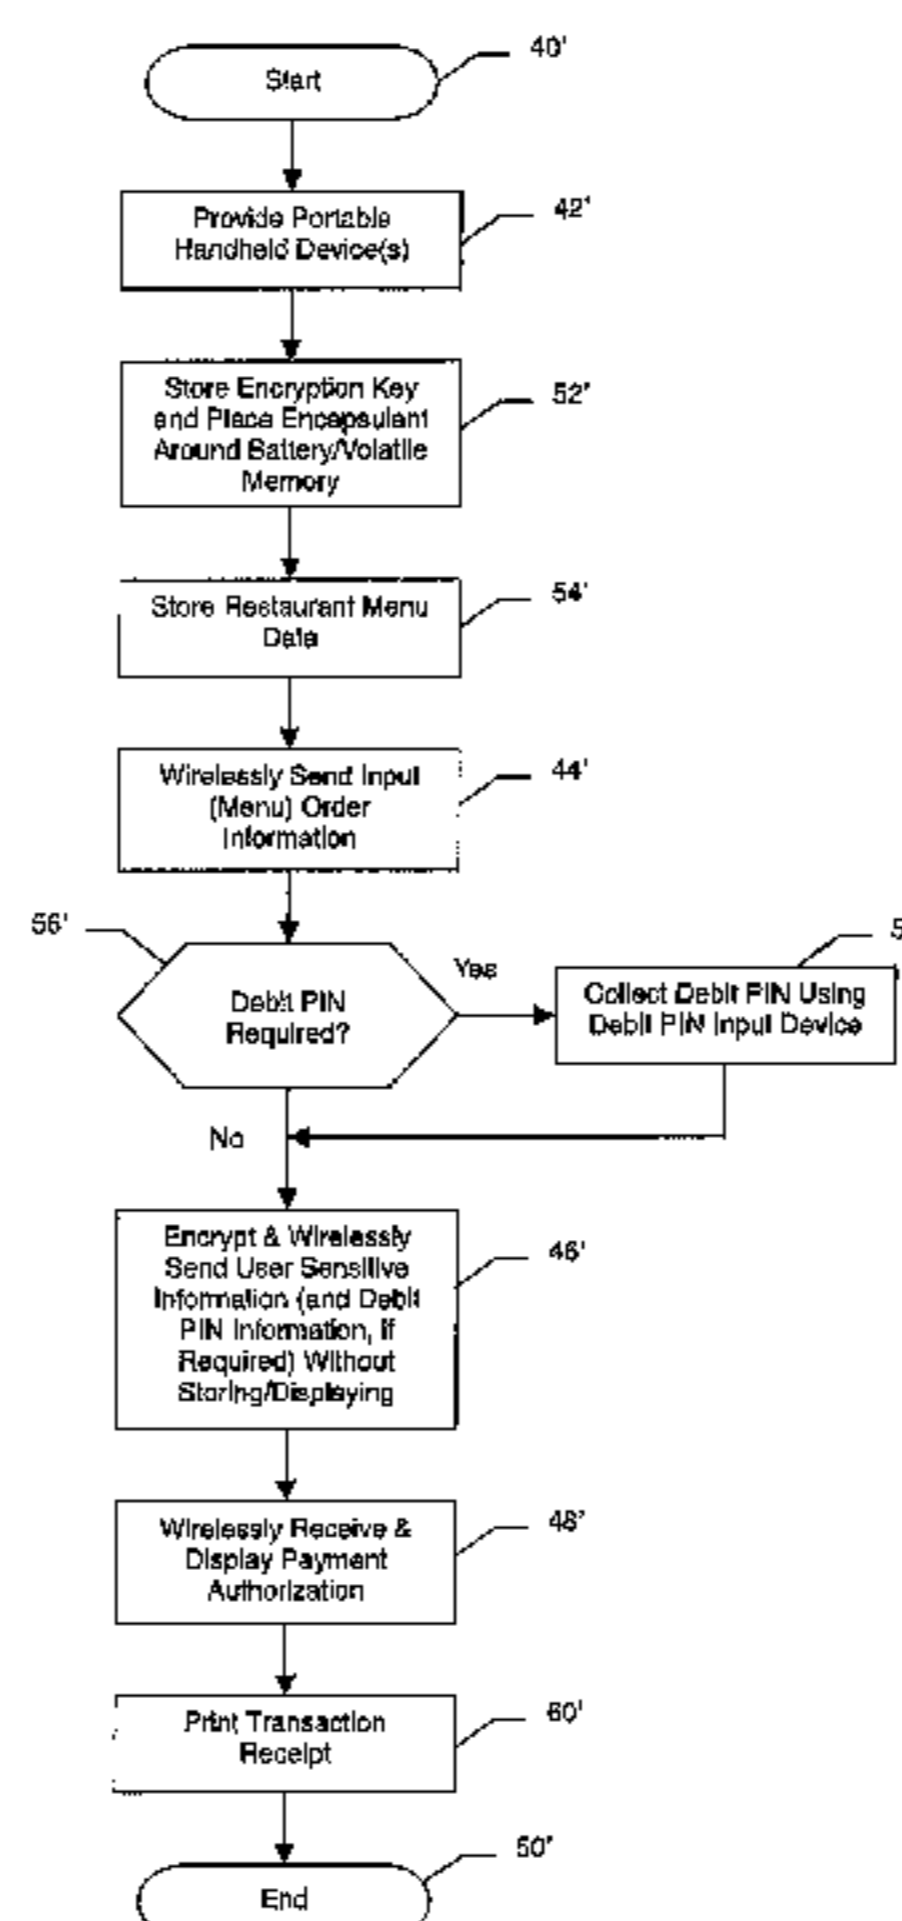 Start
40'
Provide Portable
Handheld Device(s)
42'
Store Encryption Key
and Place Encapsulant
Around Battery/Volatile
Memory
52'
Store Restaurant Menu
Data
54'
Wirelessly Send Input
(Menu) Order
Information
44'
56'
Debit PIN
Required?
Yes
Collect Debit PIN Using
Debit PIN Input Device
No
Encrypt & Wirelessly
Send User Sensitive
Information (and Debit
PIN Information, if
Required) Without
Storing/Displaying
46'
Wirelessly Receive &
Display Payment
Authorization
48'
Print Transaction
Receipt
60'
50'
End